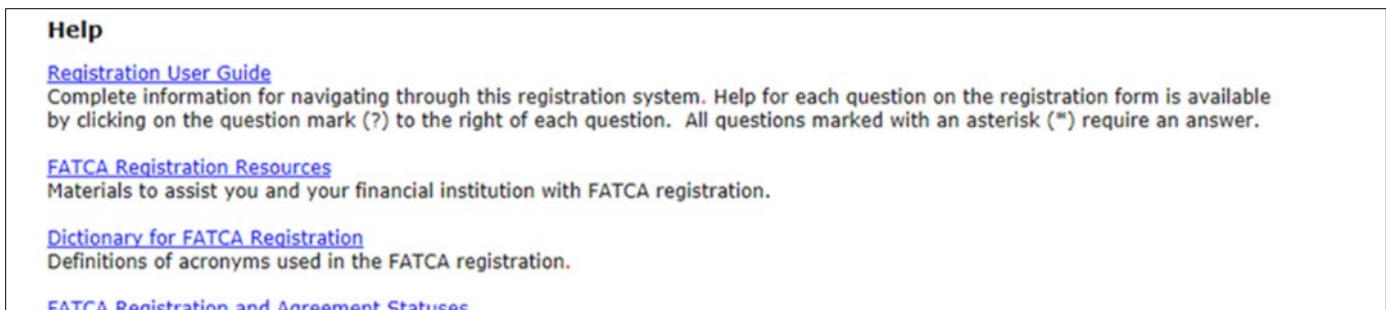 Help
Registration User Guide
Complete information for navigating through this registration system. Help for each question on the registration form is available
by clicking on the question mark (?) to the right of each question.  All questions marked with an asterisk (*) require an answer.
FATCA Registration Resources
Materials to assist you and your financial institution with FATCA registration.
Dictionary for FATCA Registration
Definitions of acronyms used in the FATCA registration.
FATCA Registration and Agreement Statuses